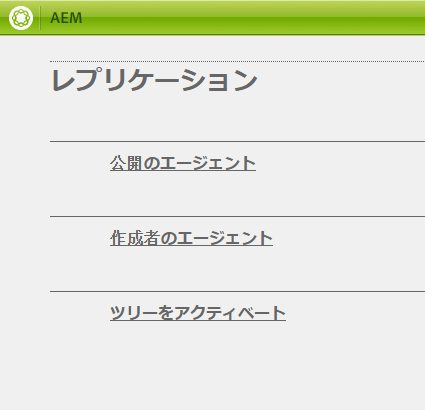 AEM
レプリケーション
公開のエージェント
作成者のエージェント
ツリーをアクティベート